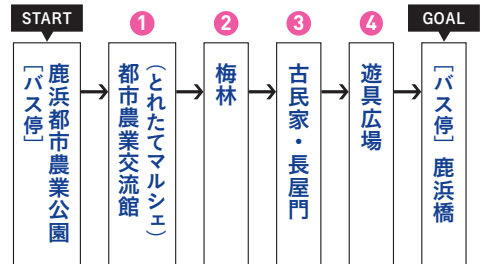 START
[バス停]
鹿浜都市農業公園
1
都市農業交流館
(とれたてマルシェ)
2
梅林
3
古民家・長屋門
4
遊具広場
GOAL
[バス停] 鹿浜橋